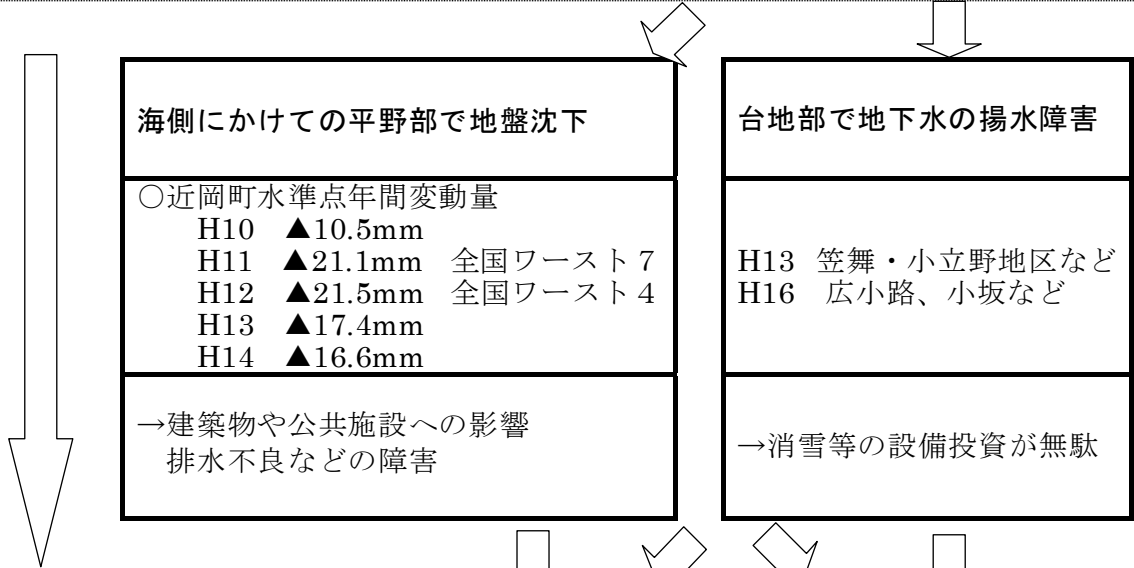 海側にかけての平野部で地盤沈下
○近岡町水準点年間変動量
H10 ▲10.5mm
H11 ▲21.1mm 全国ワースト7
H12 ▲21.5mm 全国ワースト4
H13 ▲17.4mm
H14 ▲16.6mm
→建築物や公共施設への影響
排水不良などの障害
台地部で地下水の揚水障害
H13 笠舞・小立野地区など
H16 広小路、小坂など
→消雪等の設備投資が無駄